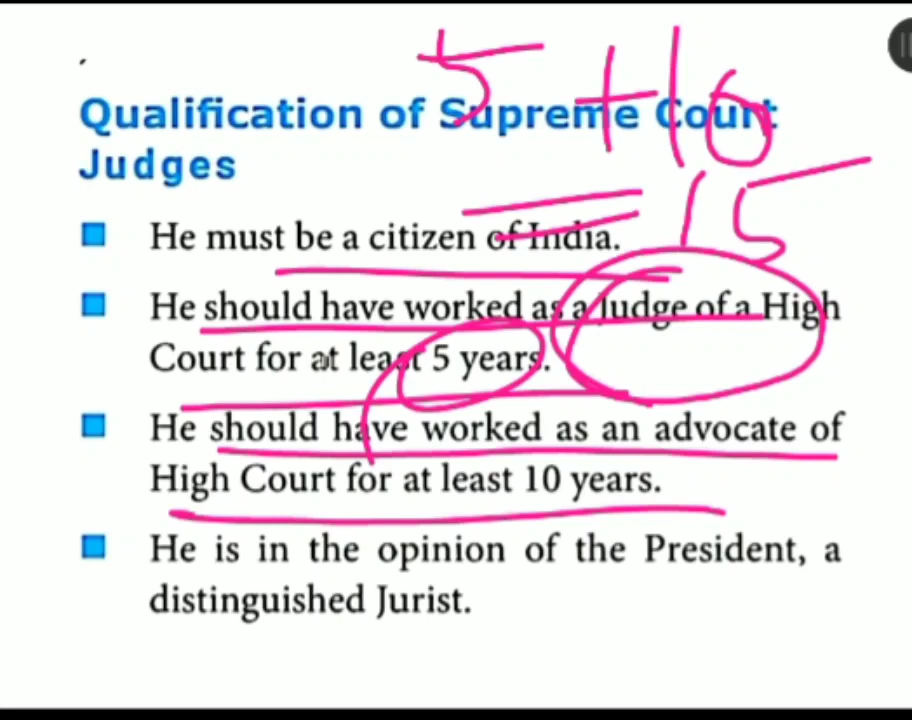 5 + 10
Qualification of Supreme Court
Judges
15
He must be a citizen of India.
He should have worked as a Judge of a High
Court for at least 5 years.
He should have worked as an advocate of
High Court for at least 10 years.
He is in the opinion of the President, a
distinguished Jurist.